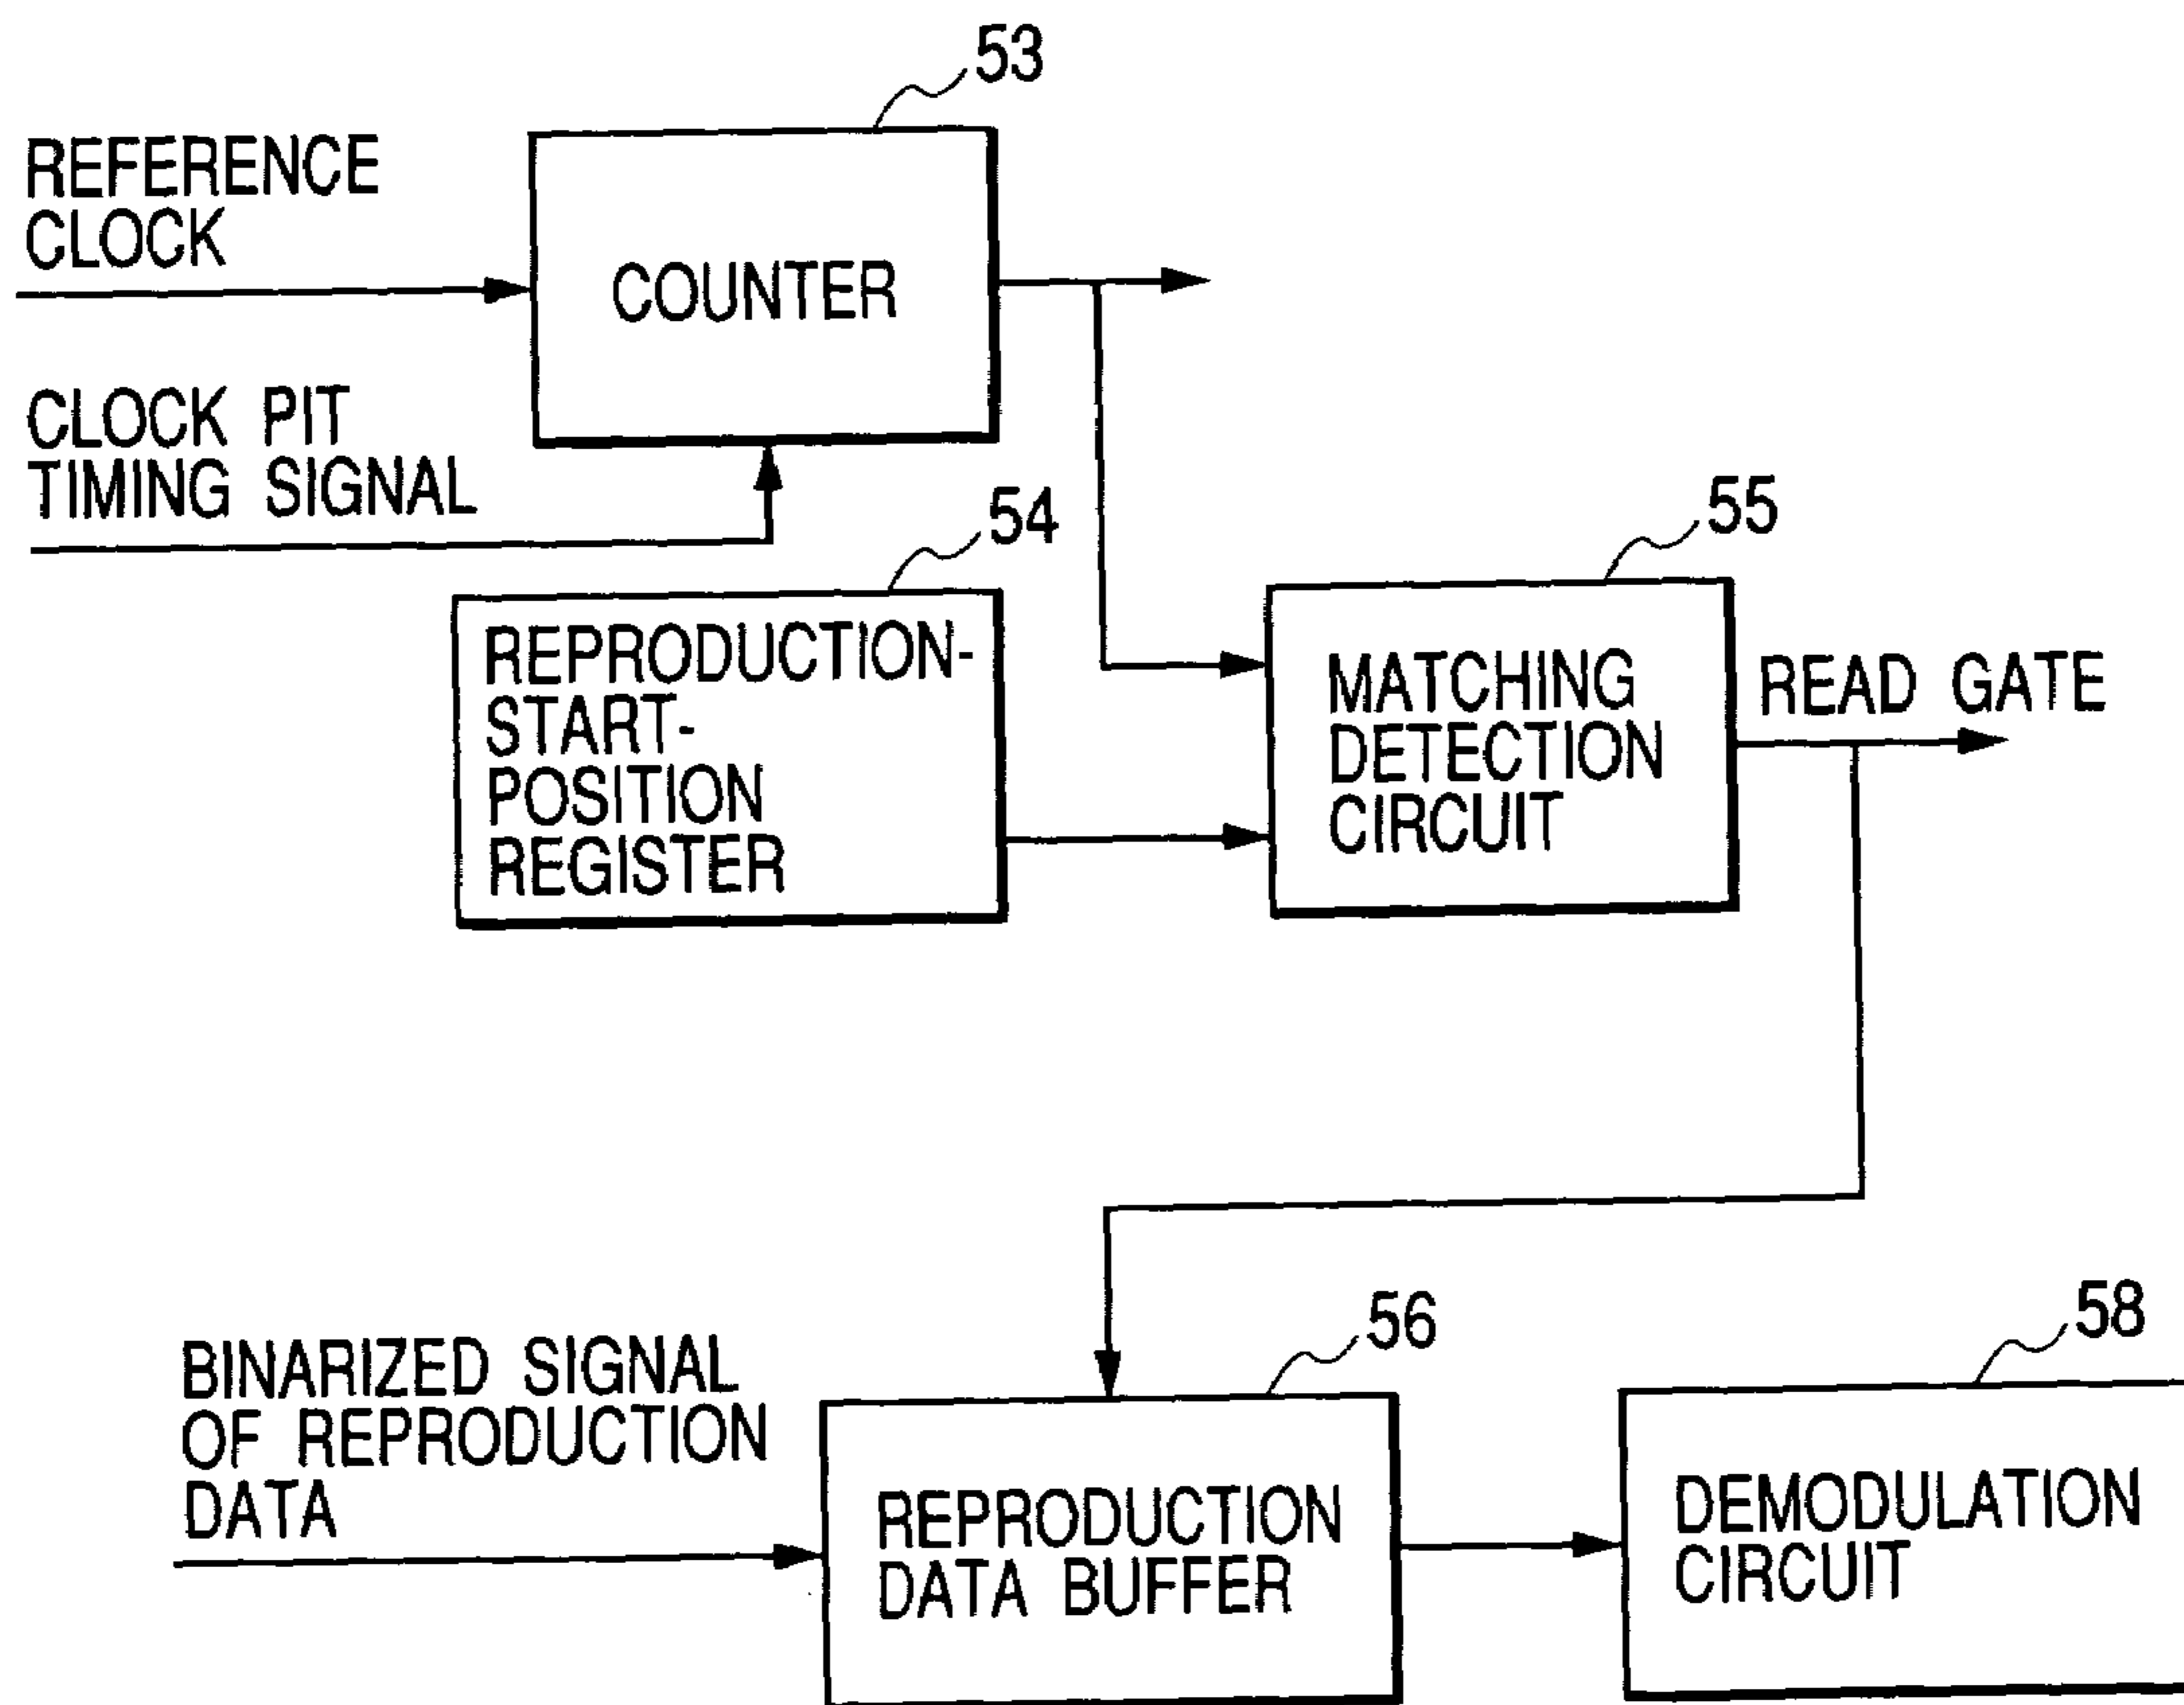 53
REFERENCE
CLOCK
COUNTER
CLOCK PIT
TIMING SIGNAL
54
55
REPRODUCTION-
START-
POSITION
REGISTER
MATCHING
DETECTION
CIRCUIT
READ GATE
56
58
BINARIZED SIGNAL
OF REPRODUCTION
DATA
REPRODUCTION
DATA BUFFER
DEMODULATION
CIRCUIT